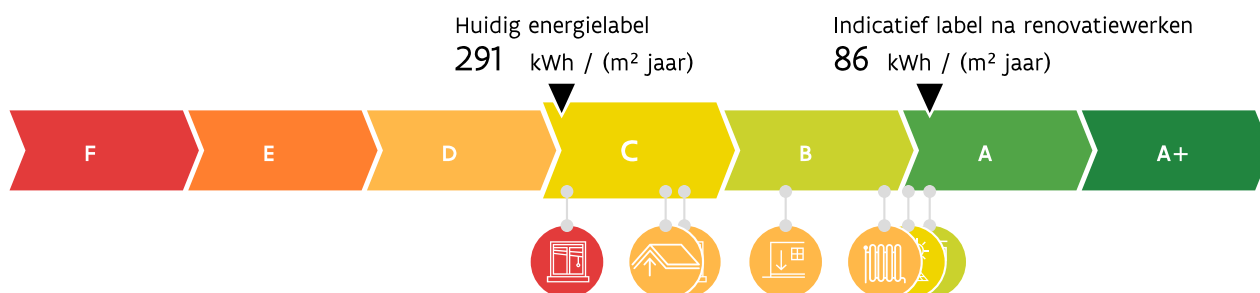 Huidig energielabel
291 kWh / (m² jaar)
Indicatief label na renovatiewerken
86 kWh / (m² jaar)
F E D C B A A+